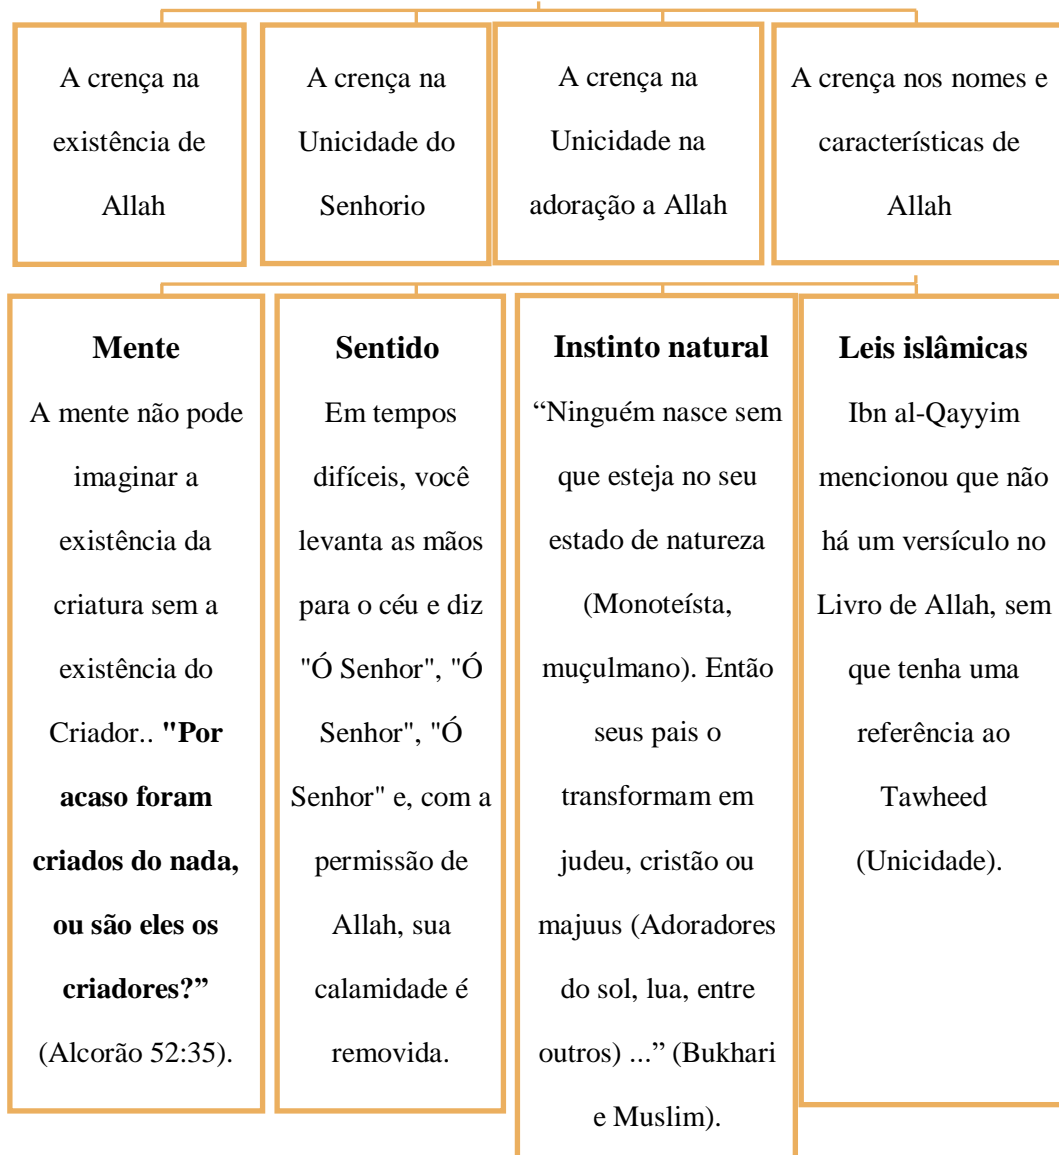 A crença na
existência de
Allah
A crença na
Unicidade do
Senhorio
A crença na
Unicidade na
adoração a Allah
A crença nos nomes e
características de
Allah
Mente
A mente não pode
imaginar a
existência da
criatura sem a
existência do
Criador.. "Por
acaso foram
criados do nada,
ou são eles os
criadores?”
(Alcorão 52:35).
Sentido
Em tempos
difíceis, você
levanta as mãos
para o céu e diz
"Ó Senhor", "Ó
Senhor", "Ó
Senhor" e, com a
permissão de
Allah, sua
calamidade é
removida.
Instinto natural
“Ninguém nasce sem
que esteja no seu
estado de natureza
(Monoteísta,
muçulmano). Então
seus pais o
transformam em
judeu, cristão ou
majuus (Adoradores
do sol, lua, entre
outros) ...” (Bukhari
e Muslim).
Leis islâmicas
Ibn al-Qayyim
mencionou que não
há um versículo no
Livro de Allah, sem
que tenha uma
referência ao
Tawheed
(Unicidade).